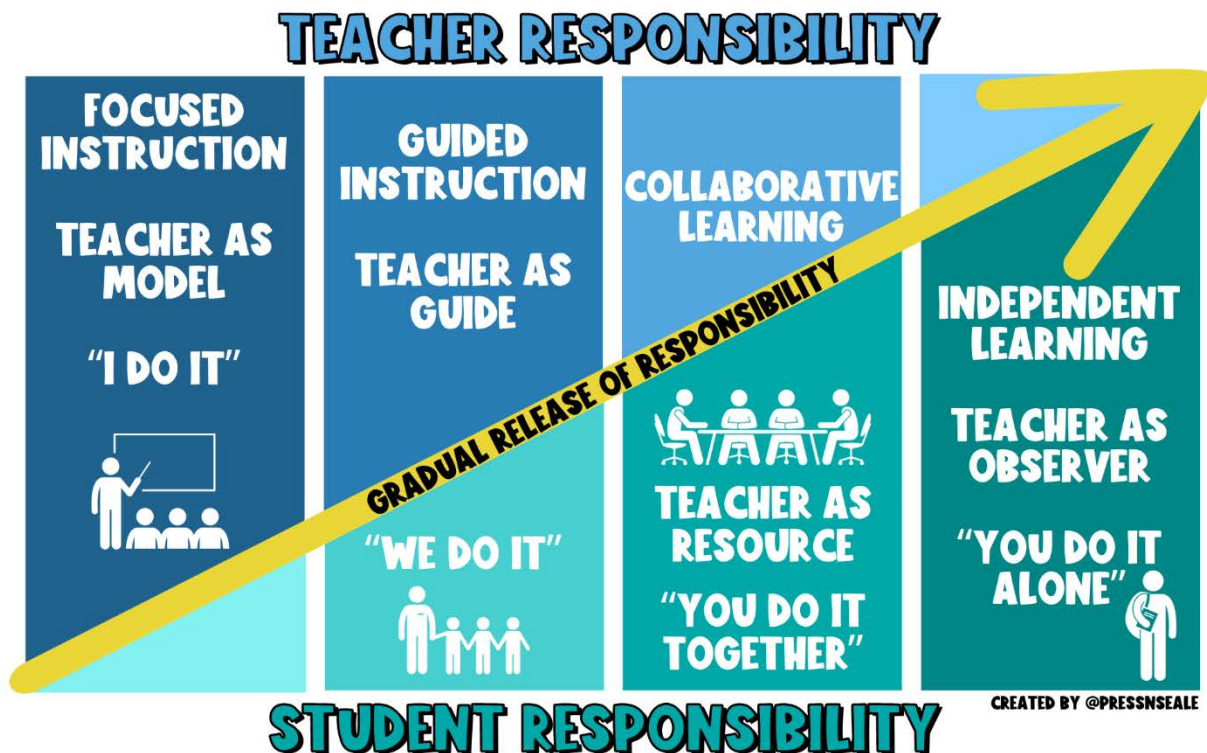 TEACHER RESPONSIBILITY
FOCUSED
INSTRUCTION
TEACHER AS
MODEL
"I DO IT"
GUIDED
INSTRUCTION
TEACHER AS
GUIDE
"WE DO IT"
COLLABORATIVE
LEARNING
TEACHER AS
RESOURCE
"YOU DO IT
TOGETHER"
INDEPENDENT
LEARNING
TEACHER AS
OBSERVER
"YOU DO IT
ALONE"
GRADUAL RELEASE OF RESPONSIBILITY
CREATED BY @PRESSNSEALE
STUDENT RESPONSIBILITY